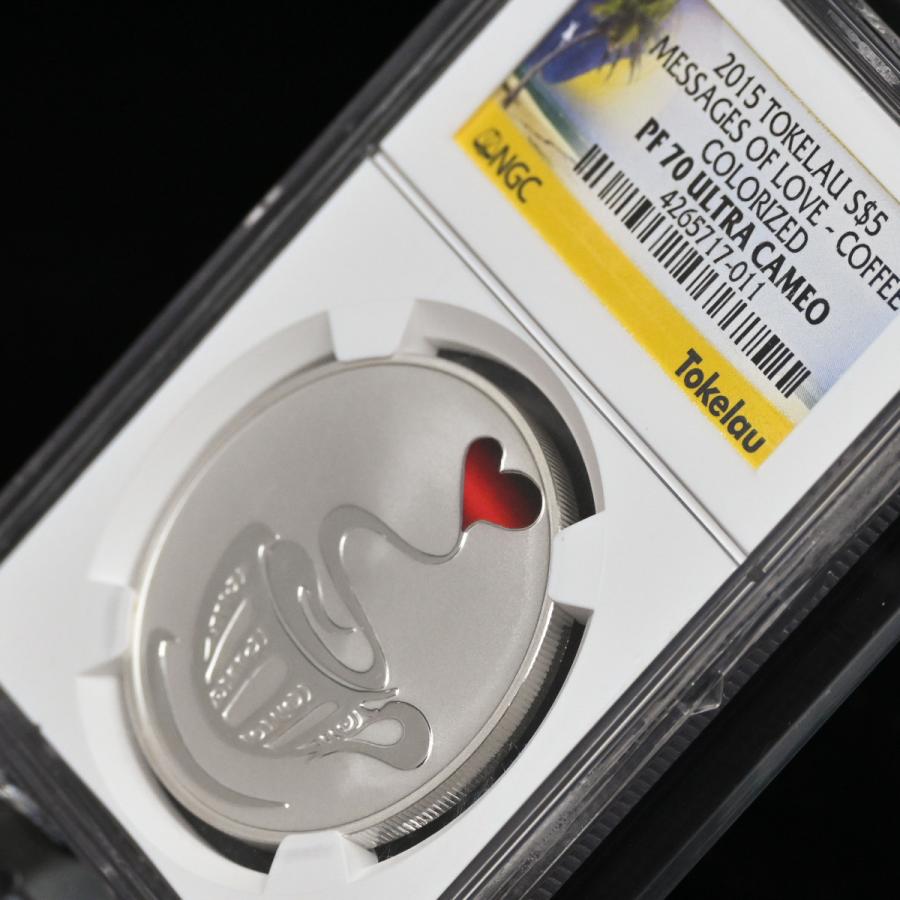 2015 TOKELAU S$5
MESSAGES OF LOVE - COFFEE
COLORIZED
PF 70 ULTRA CAMEO
4265717-011
NGC
Tokelau